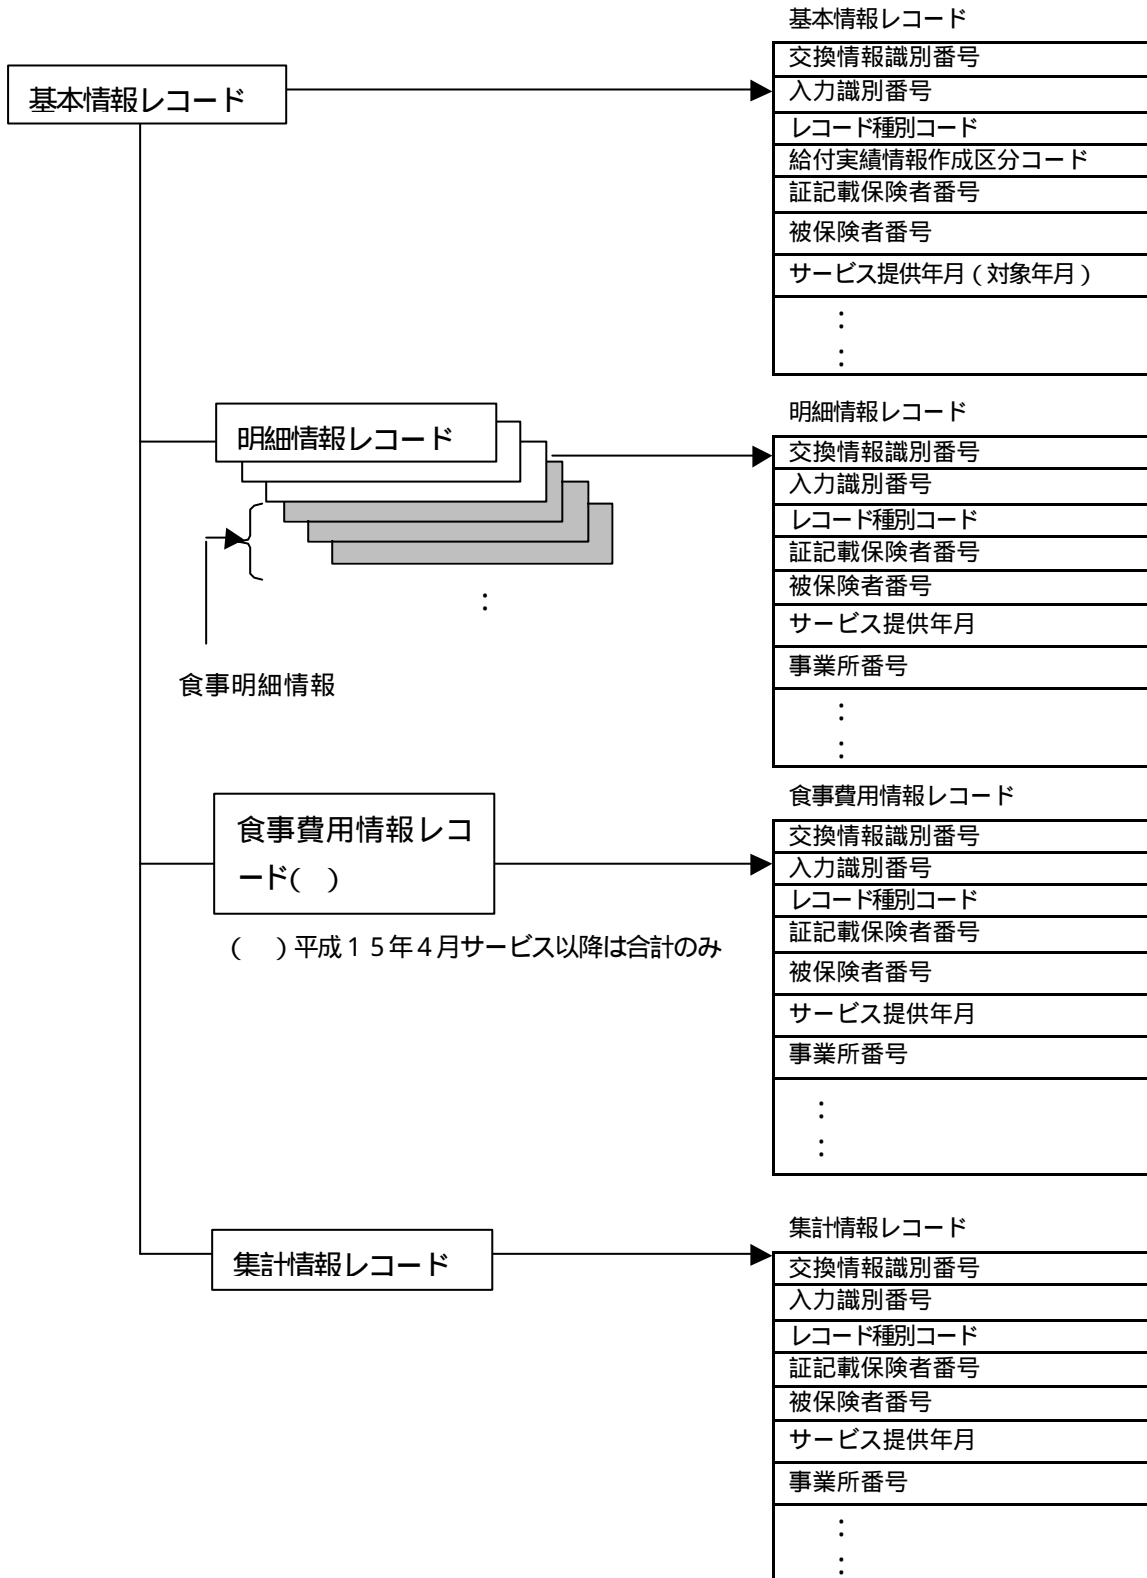 基本情報レコード
基本情報レコード
交換情報識別番号
入力識別番号
レコード種別コード
給付実績情報作成区分コード
証記載保険者番号
被保険者番号
サービス提供年月(対象年月)
:
:
明細情報レコード
食事明細情報
:
明細情報レコード
交換情報識別番号
入力識別番号
レコード種別コード
証記載保険者番号
被保険者番号
サービス提供年月
事業所番号
:
:
食事費用情報レコ
ード(　)
(　)平成15年4月サービス以降は合計のみ
食事費用情報レコード
交換情報識別番号
入力識別番号
レコード種別コード
証記載保険者番号
被保険者番号
サービス提供年月
事業所番号
:
:
集計情報レコード
集計情報レコード
交換情報識別番号
入力識別番号
レコード種別コード
証記載保険者番号
被保険者番号
サービス提供年月
事業所番号
:
: